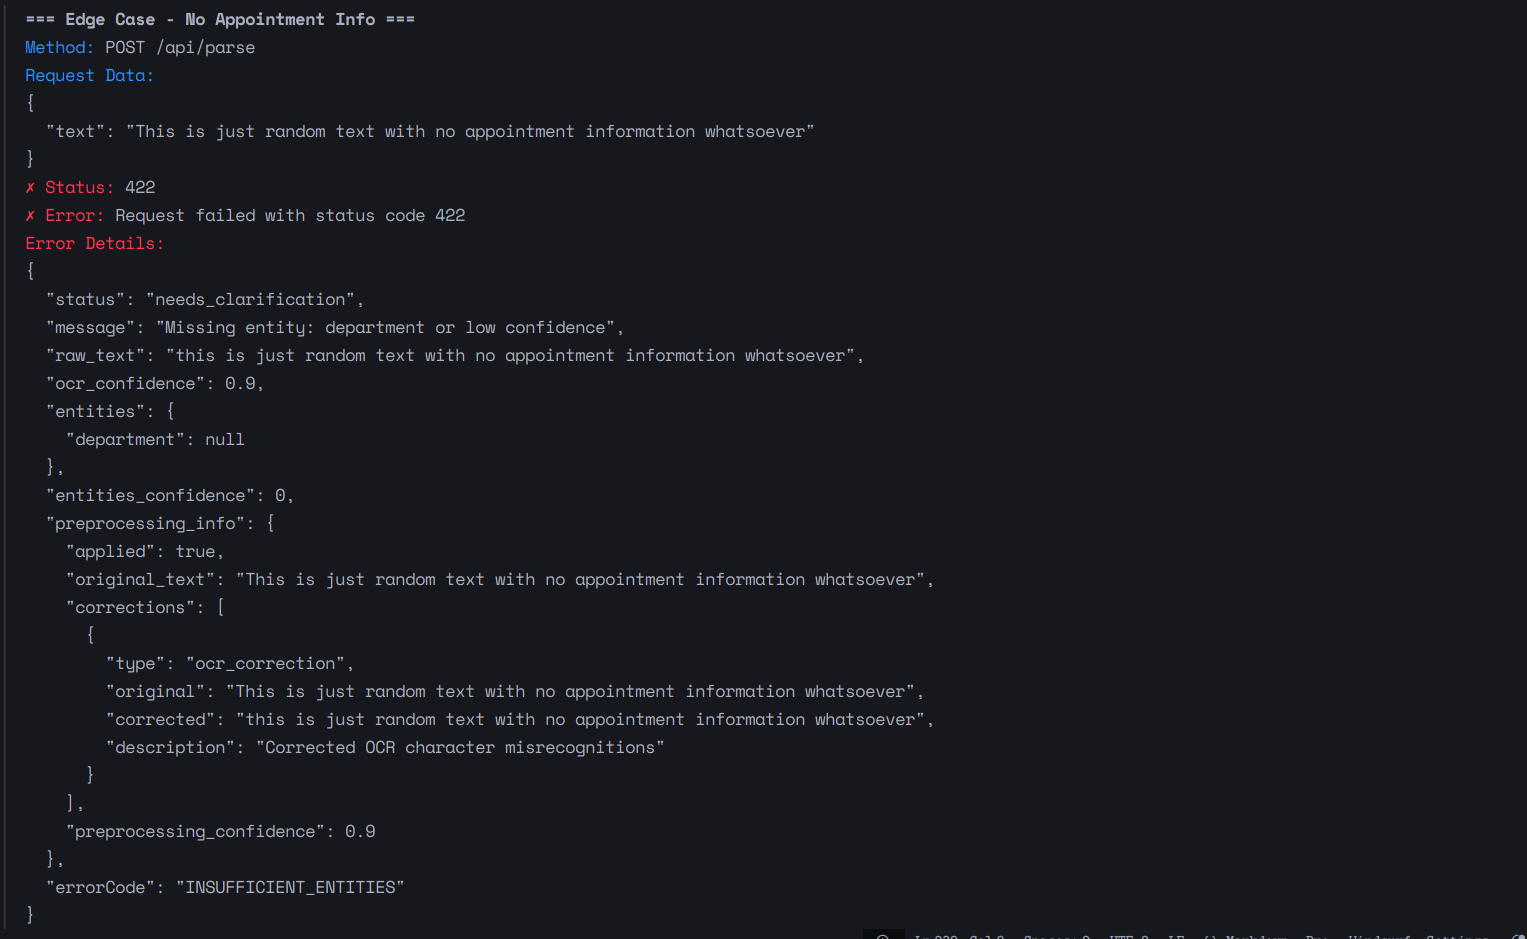 === Edge Case - No Appointment Info ===
Method: POST /api/parse
Request Data:
{
  "text": "This is just random text with no appointment information whatsoever"
}
✗ Status: 422
✗ Error: Request failed with status code 422
Error Details:
{
  "status": "needs_clarification",
  "message": "Missing entity: department or low confidence",
  "raw_text": "this is just random text with no appointment information whatsoever",
  "ocr_confidence": 0.9,
  "entities": {
    "department": null
  },
  "entities_confidence": 0,
  "preprocessing_info": {
    "applied": true,
    "original_text": "This is just random text with no appointment information whatsoever",
    "corrections": [
      {
        "type": "ocr_correction",
        "original": "This is just random text with no appointment information whatsoever",
        "corrected": "this is just random text with no appointment information whatsoever",
        "description": "Corrected OCR character misrecognitions"
      }
    ],
    "preprocessing_confidence": 0.9
  },
  "errorCode": "INSUFFICIENT_ENTITIES"
}